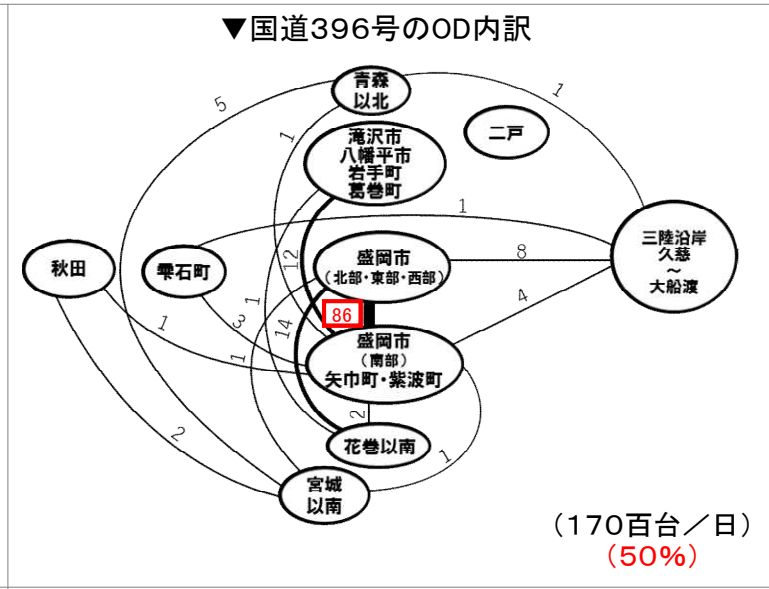 ▼国道396号のOD内訳
青森
以北
二戸
滝沢市
八幡平市
岩手町
葛巻町
5
1
1
1
秋田
雫石町
盛岡市
（北部・東部・西部）
三陸沿岸
久慈
～
大船渡
8
4
12
1
3
14
1
1
86
盛岡市
（南部）
矢巾町・紫波町
2
2
1
花巻以南
宮城
以南
（170百台／日）
（50%）